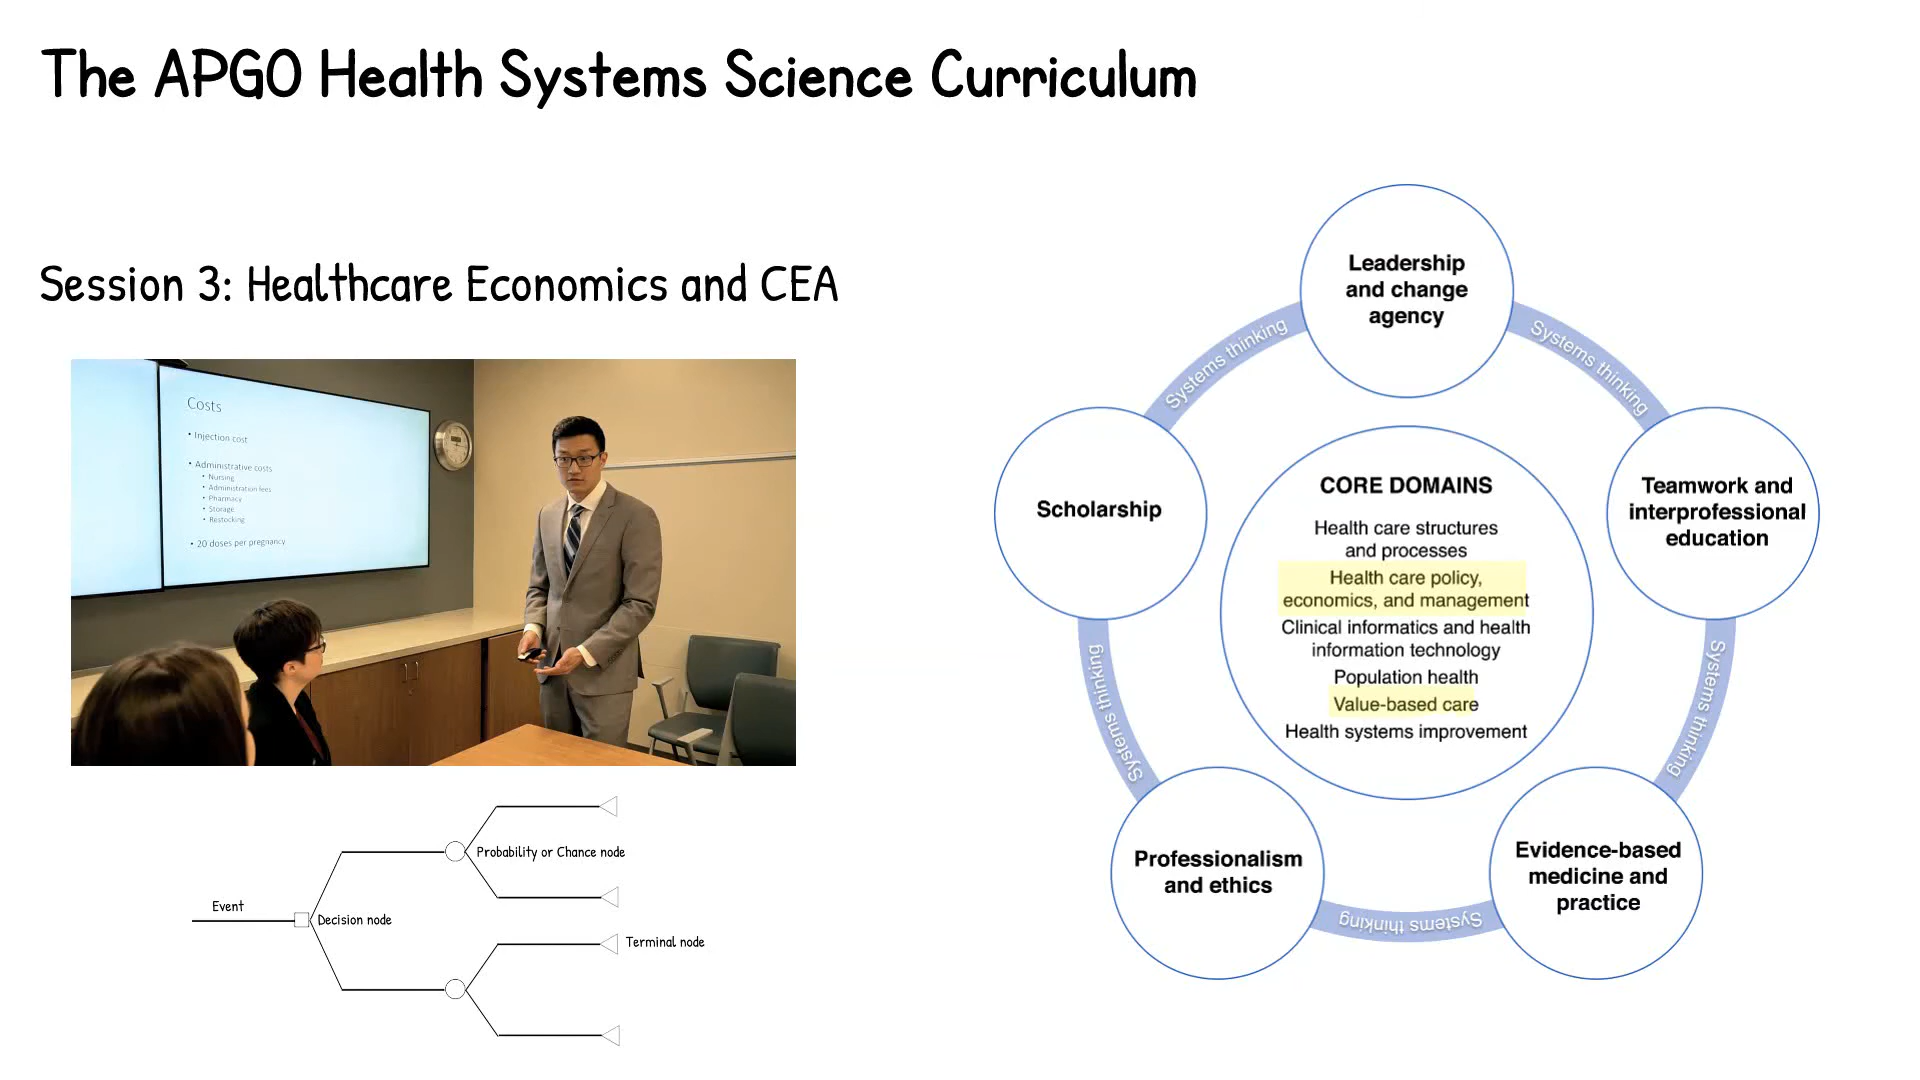 The APGO Health Systems Science Curriculum
Session 3: Healthcare Economics and CEA
Costs
• Injection cost
• Administrative costs
• Nursing
• Administration fees
• Pharmacy
• Storage
• Restocking
• 20 doses per pregnancy
Event
Decision node
Probability or Chance node
Terminal node
Leadership
and change
agency
Systems thinking
Systems thinking
Scholarship
Teamwork and
interprofessional
education
CORE DOMAINS
Health care structures
and processes
Health care policy,
economics, and management
Clinical informatics and health
information technology
Population health
Value-based care
Health systems improvement
Systems thinking
Systems thinking
Professionalism
and ethics
Evidence-based
medicine and
practice
Systems thinking